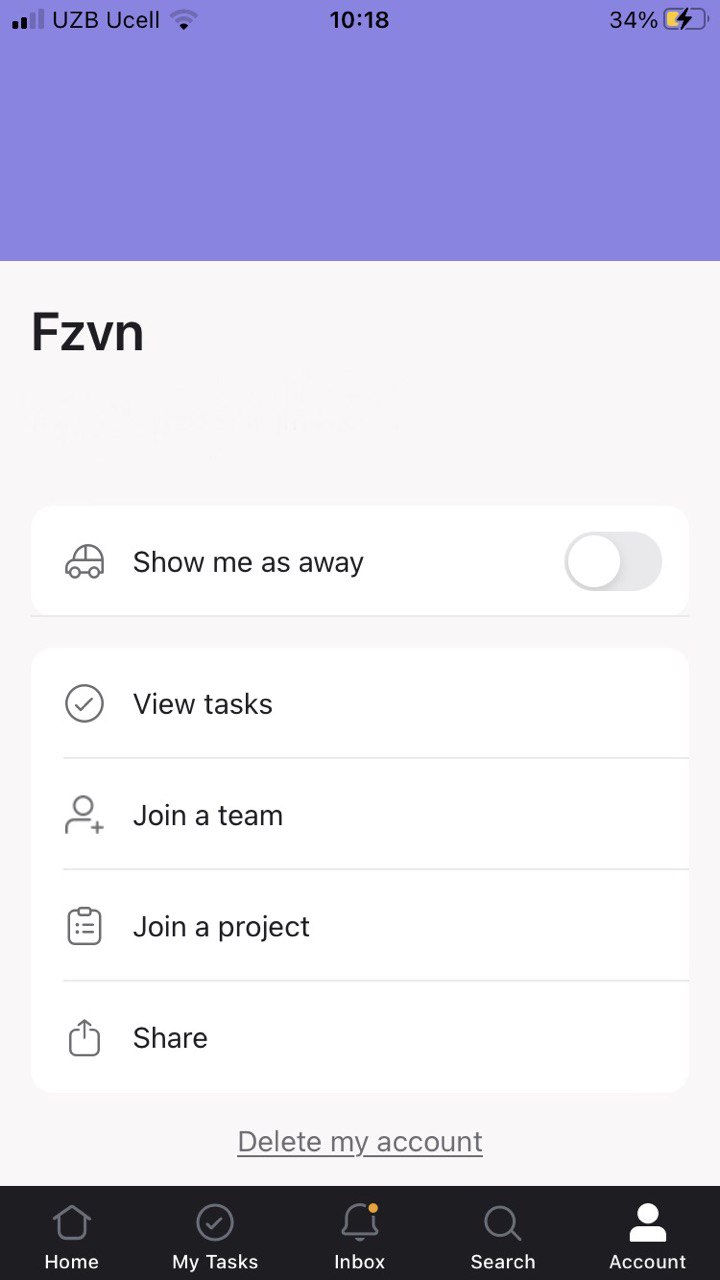 UZB Ucell 10:18 34%
Fzvn
Show me as away
View tasks
Join a team
Join a project
Share
Delete my account
Home My Tasks Inbox Search Account